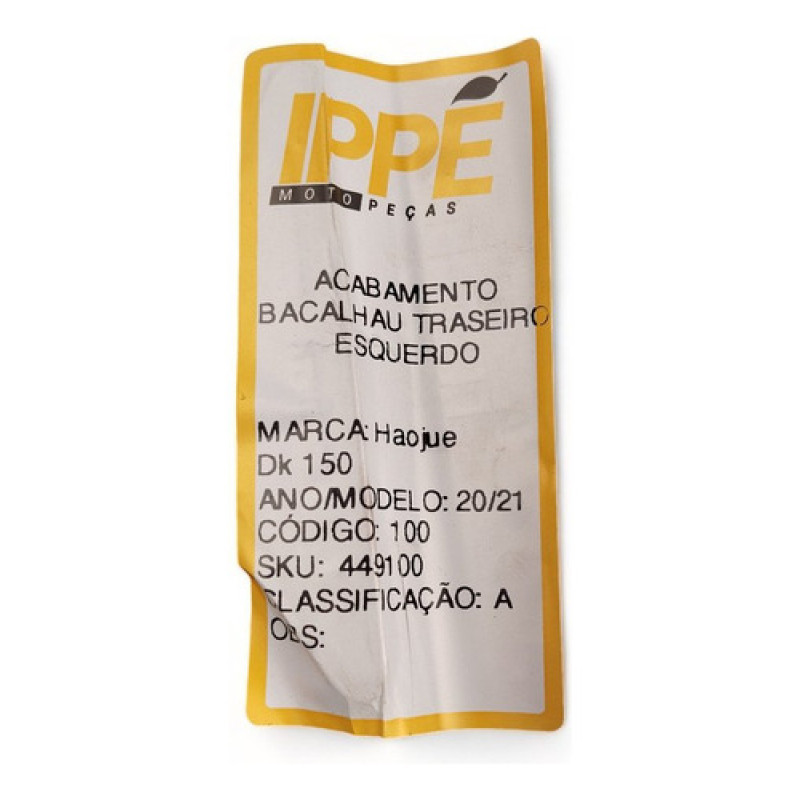 IPPÉ
MOTO PEÇAS
ACABAMENTO
BACALHAU TRASEIRO
ESQUERDO
MARCA: Haojue
Dk 150
ANO/MODELO: 20/21
CÓDIGO: 100
SKU: 449100
CLASSIFICAÇÃO: A
OBS: